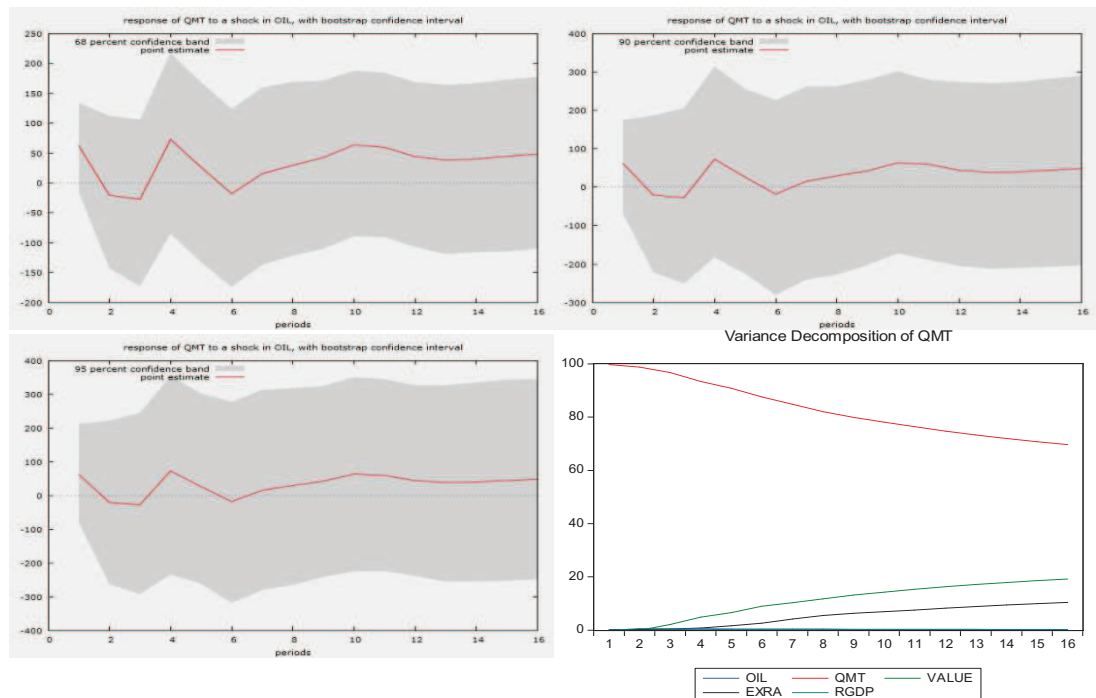 response of QMT to a shock in OIL, with bootstrap confidence interval
250
68 percent confidence band
point estimate
200
150
100
50
0
-50
-100
-150
-200
0 2 4 6 8 10 12 14 16
periods
response of QMT to a shock in OIL, with bootstrap confidence interval
400
90 percent confidence band
point estimate
300
200
100
0
-100
-200
-300
0 2 4 6 8 10 12 14 16
periods
response of QMT to a shock in OIL, with bootstrap confidence interval
400
95 percent confidence band
point estimate
300
200
100
0
-100
-200
-300
-400
0 2 4 6 8 10 12 14 16
periods
Variance Decomposition of QMT
100
80
60
40
20
0
1 2 3 4 5 6 7 8 9 10 11 12 13 14 15 16
OIL QMT VALUE
EXRA RGDP